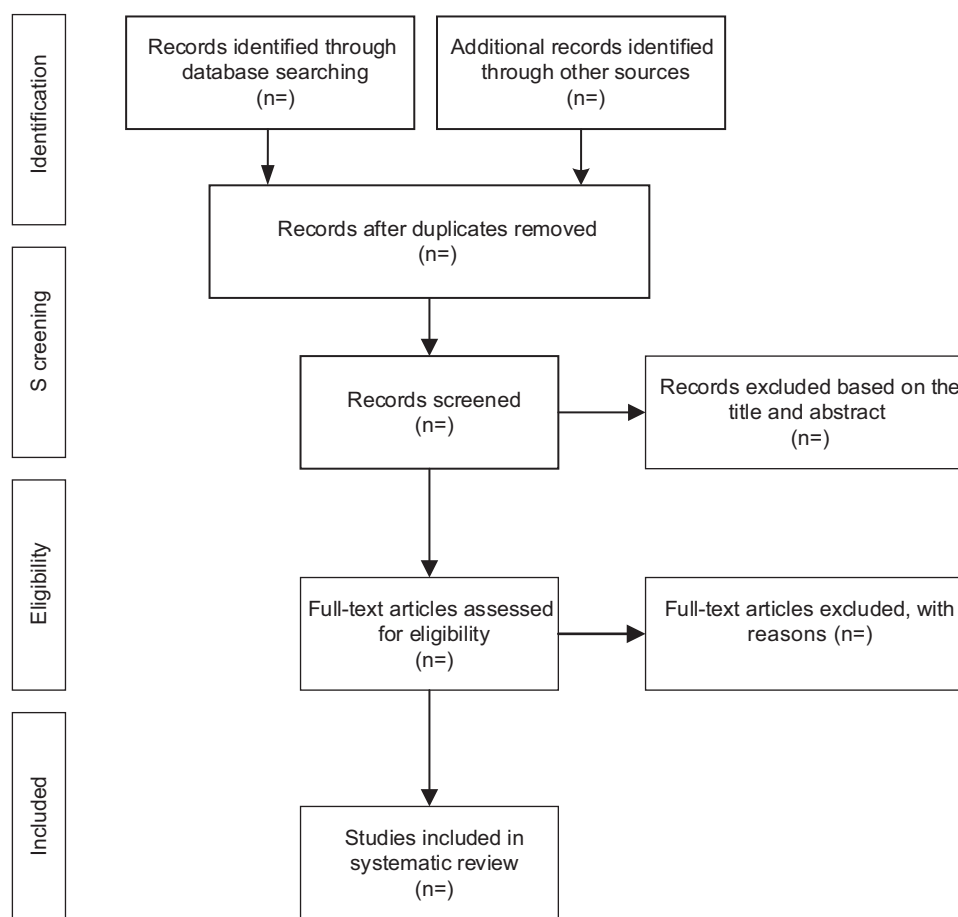 Identification
Records identified through
database searching
(n=)
Additional records identified
through other sources
(n=)
Records after duplicates removed
(n=)
S creening
Records screened
(n=)
Records excluded based on the
title and abstract
(n=)
Eligibility
Full-text articles assessed
for eligibility
(n=)
Full-text articles excluded, with
reasons (n=)
Included
Studies included in
systematic review
(n=)